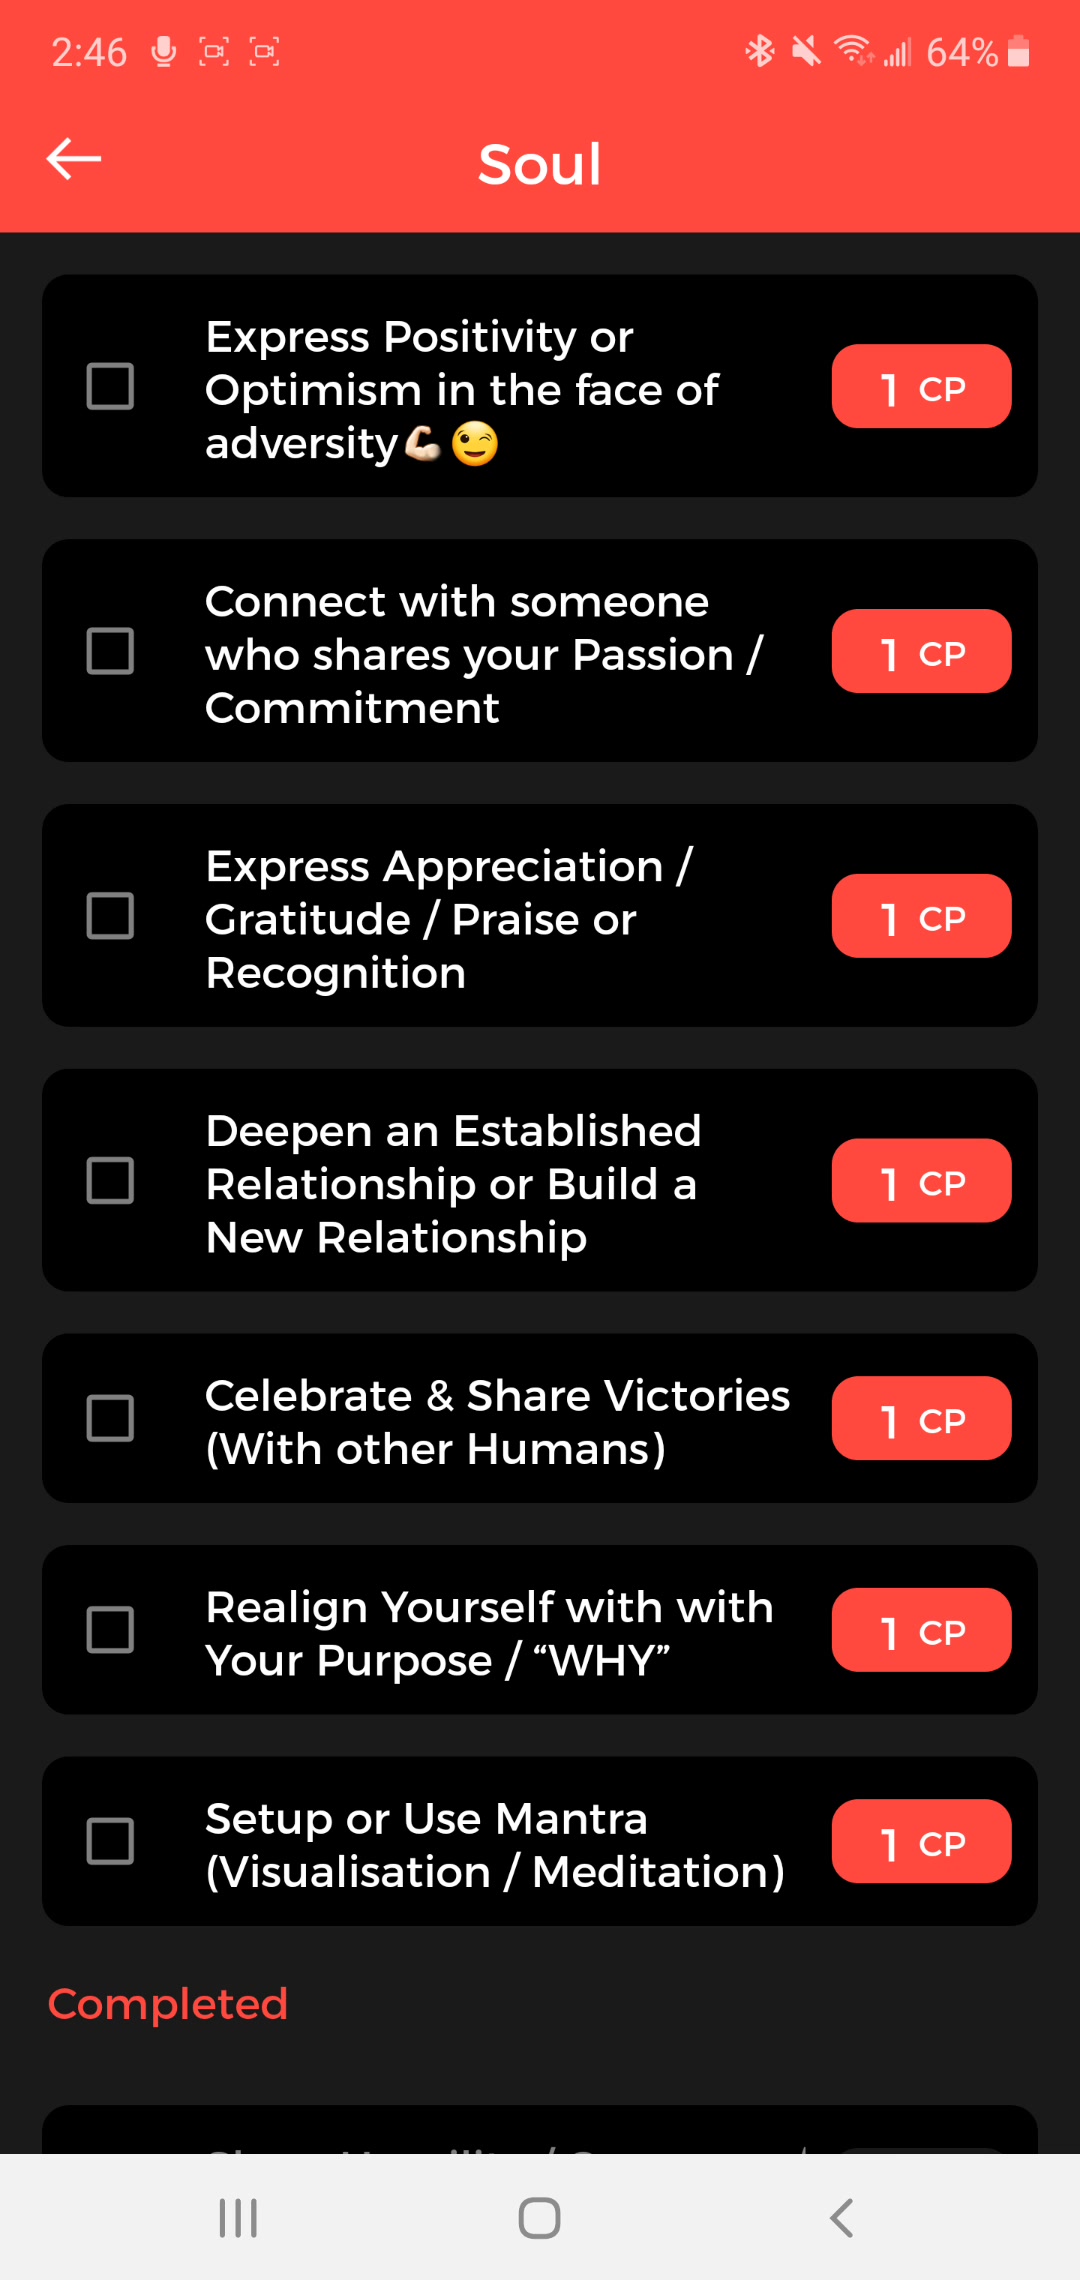 2:46
64%
Soul
Express Positivity or
Optimism in the face of
adversity💪🏻😉
1 CP
Connect with someone
who shares your Passion /
Commitment
1 CP
Express Appreciation /
Gratitude / Praise or
Recognition
1 CP
Deepen an Established
Relationship or Build a
New Relationship
1 CP
Celebrate & Share Victories
(With other Humans)
1 CP
Realign Yourself with with
Your Purpose / “WHY”
1 CP
Setup or Use Mantra
(Visualisation / Meditation)
1 CP
Completed